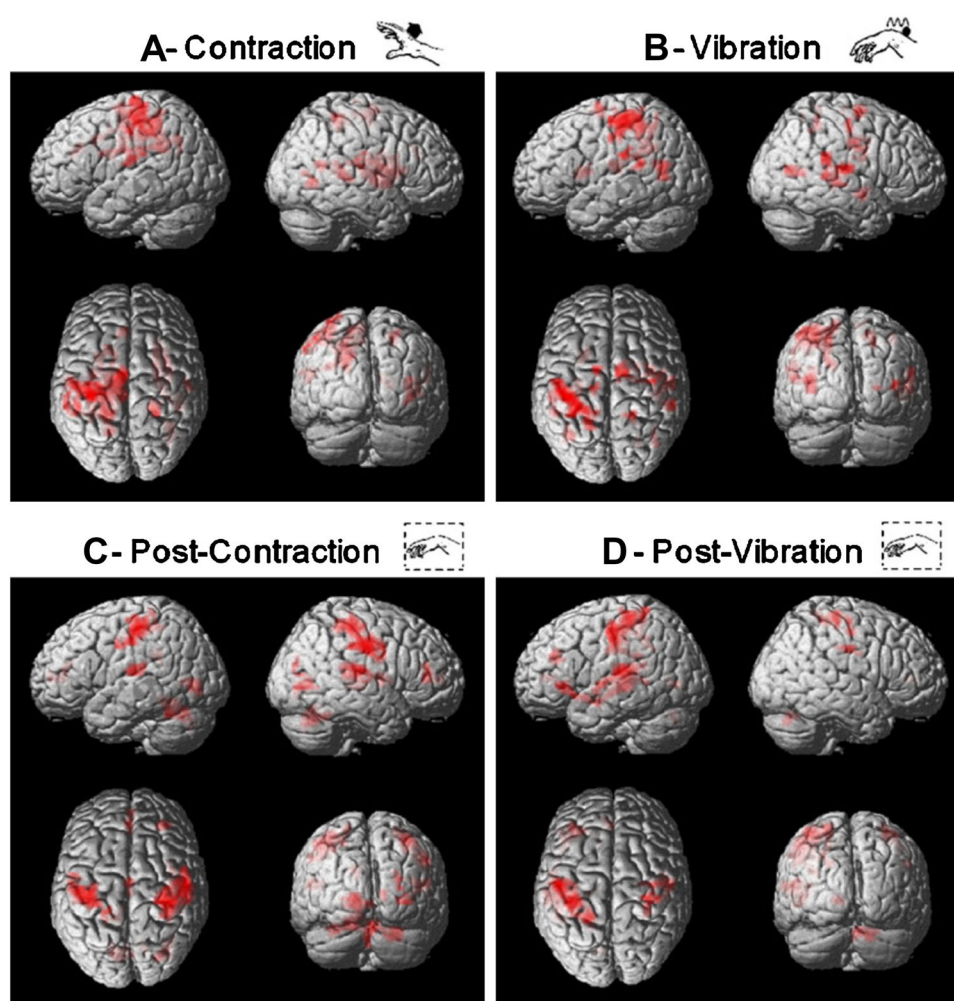 A- Contraction
B - Vibration
C - Post-Contraction
D - Post-Vibration